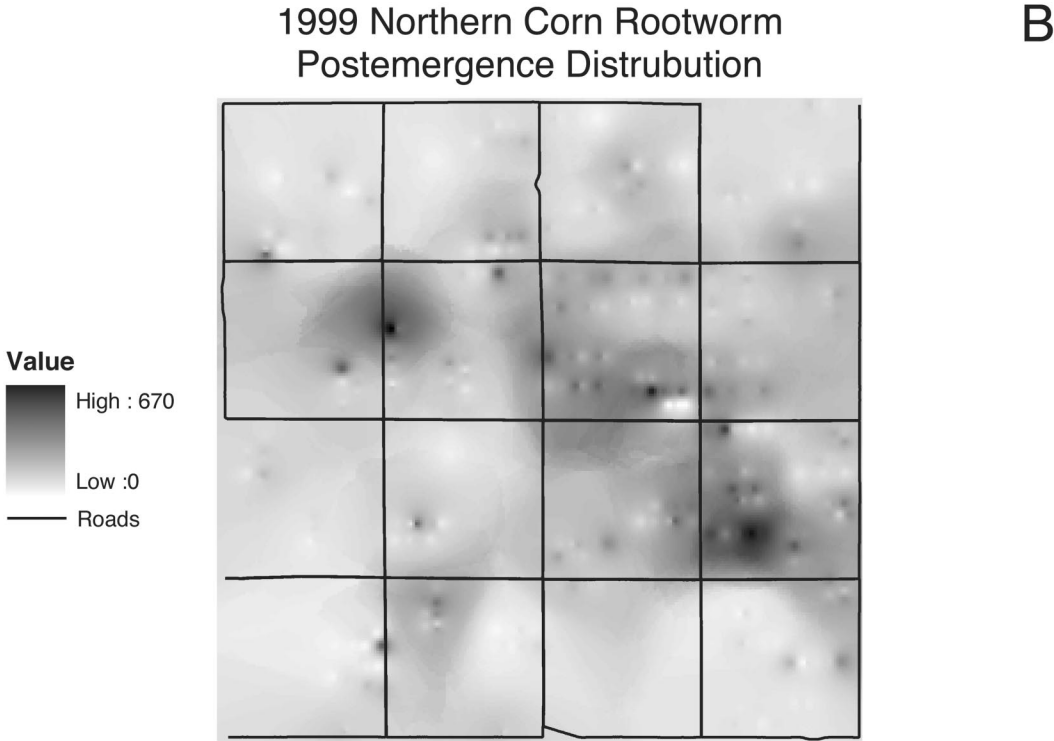 1999 Northern Corn Rootworm
Postemergence Distrubution
B
Value
High : 670
Low :0
Roads